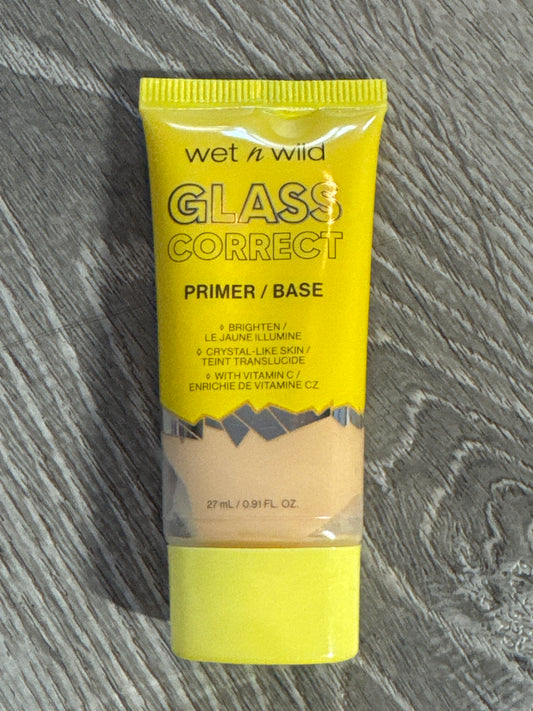 wet n wild
GLASS
CORRECT
PRIMER / BASE
◊ BRIGHTEN /
LE JAUNE ILLUMINE
◊ CRYSTAL-LIKE SKIN /
TEINT TRANSLUCIDE
◊ WITH VITAMIN C /
ENRICHIE DE VITAMINE CZ
27 mL / 0.91 FL. OZ.